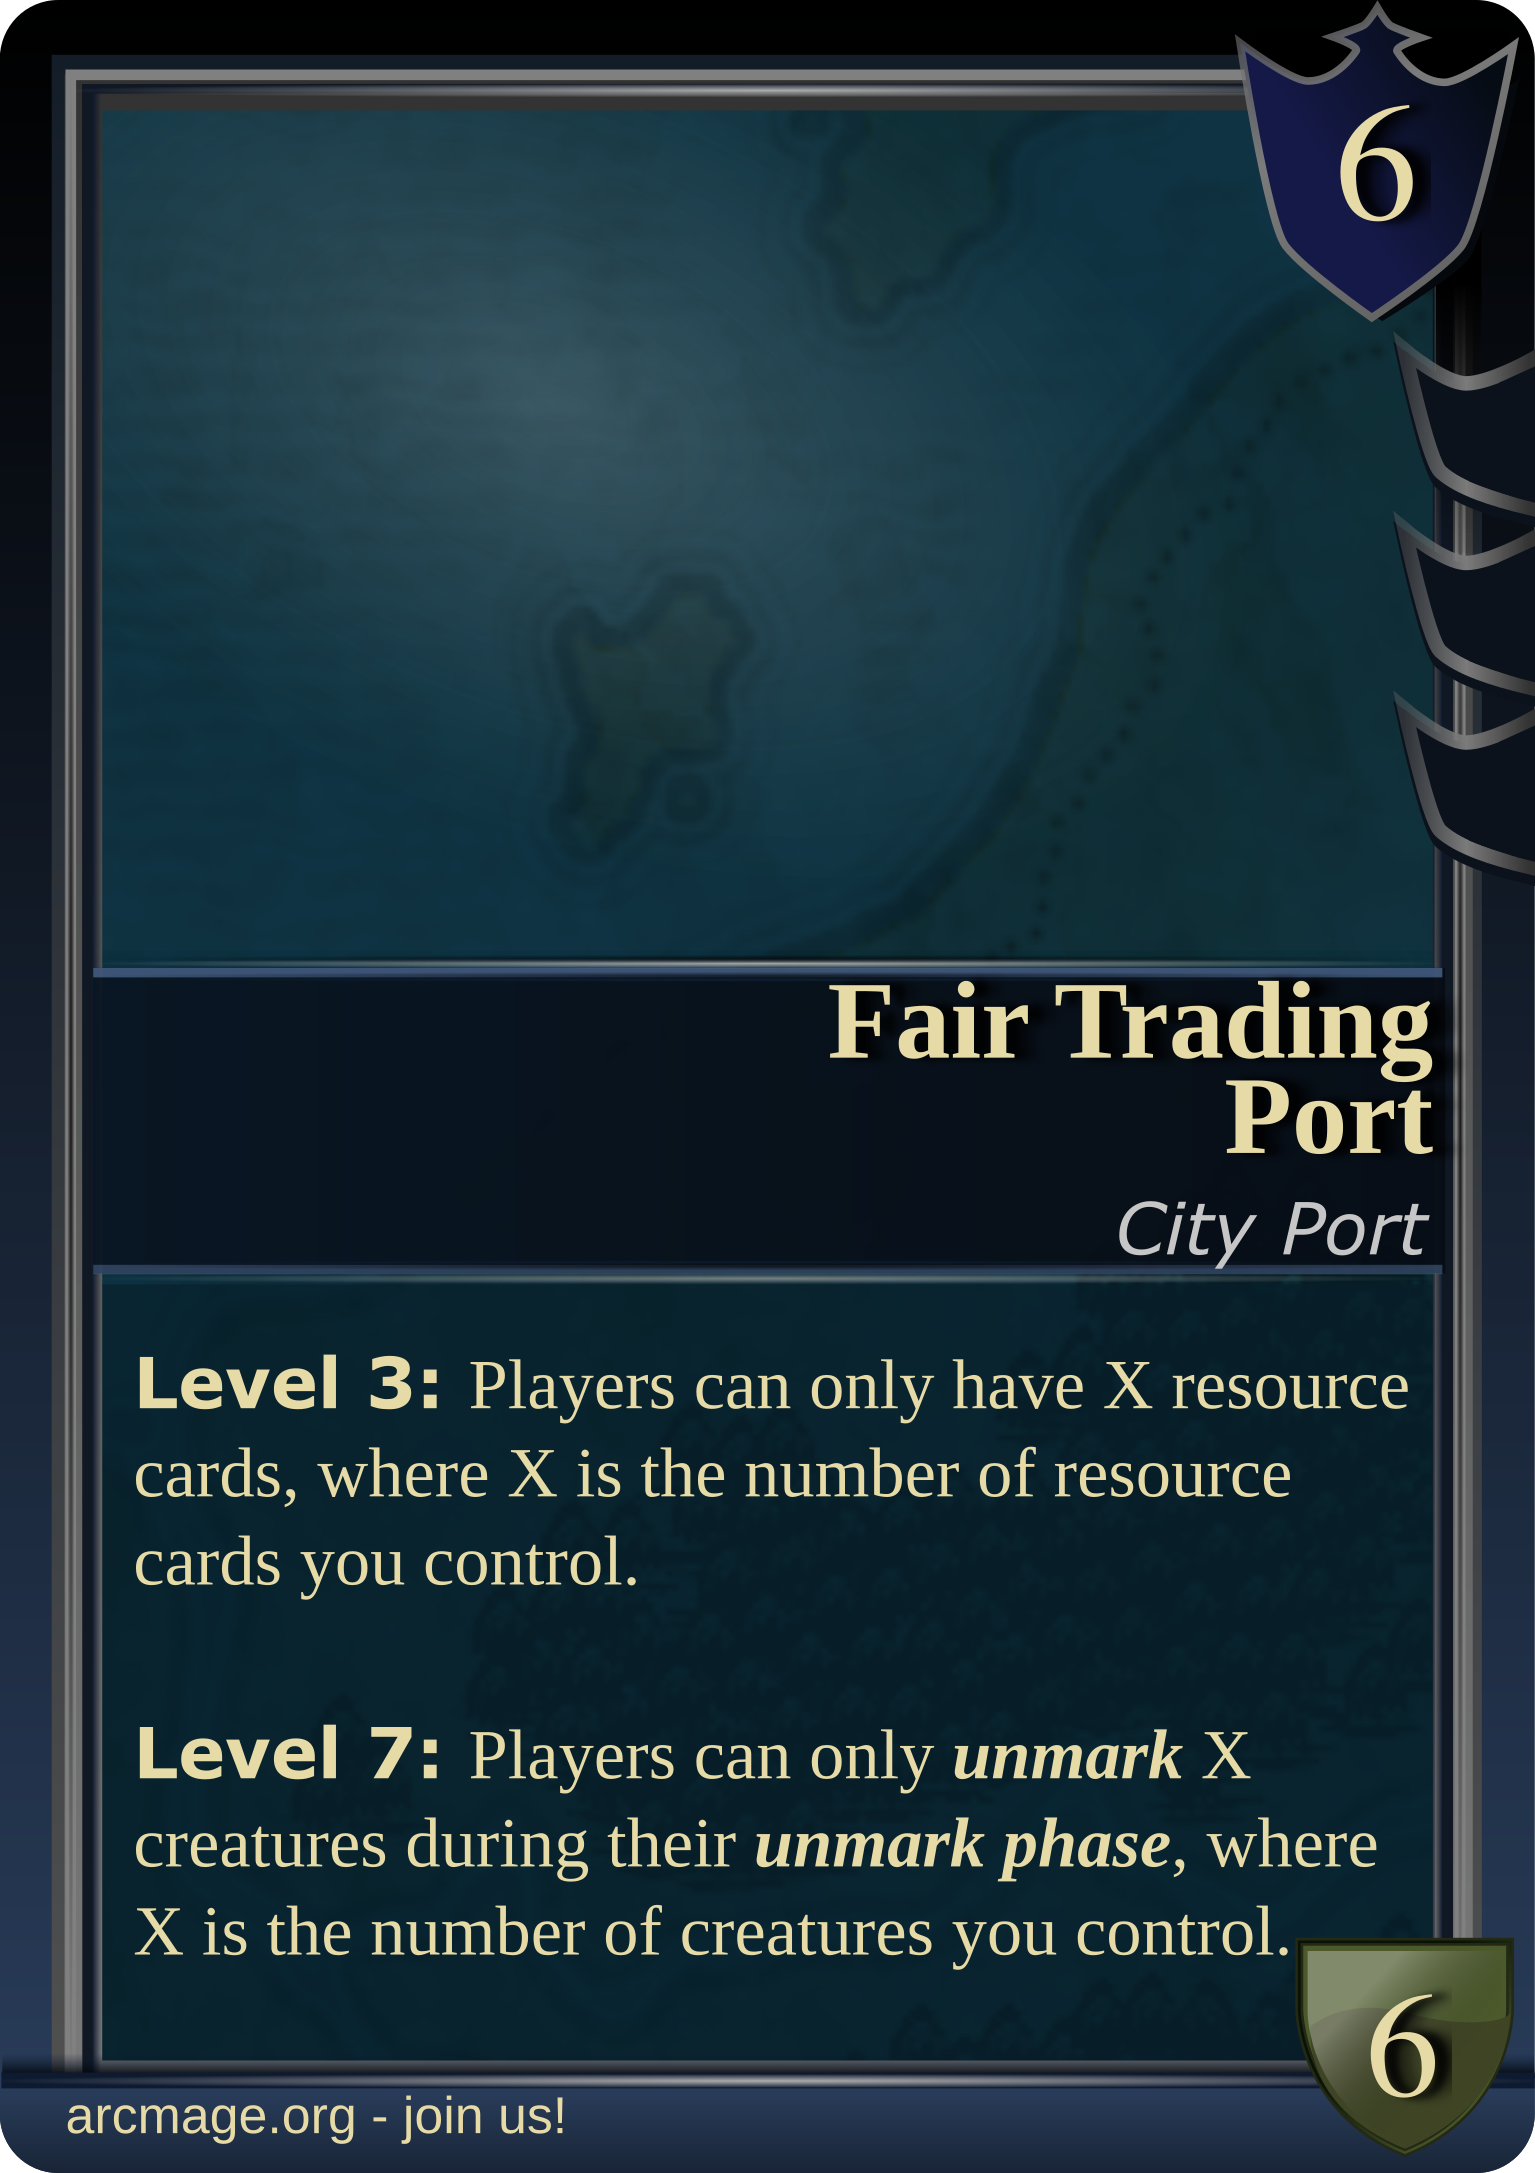 6
Fair Trading
Port
City Port
Level 3: Players can only have X resource
cards, where X is the number of resource
cards you control.
Level 7: Players can only unmark X
creatures during their unmark phase, where
X is the number of creatures you control.
6
arcmage.org - join us!